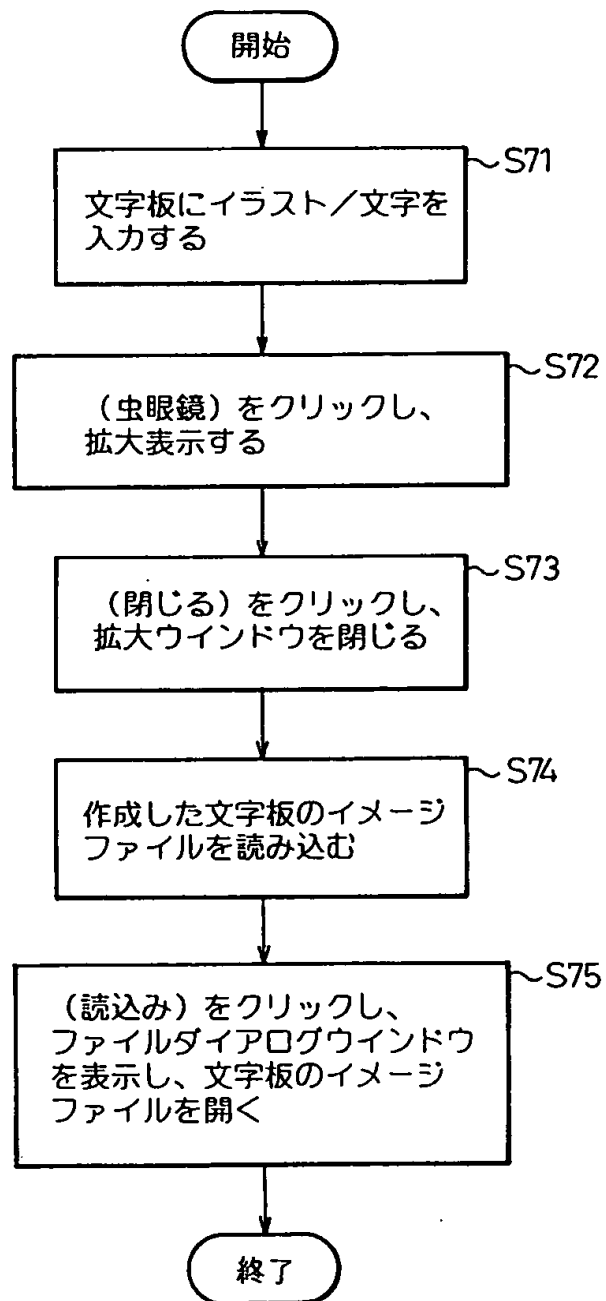 開始
S71
文字板にイラスト／文字を
入力する
S72
（虫眼鏡）をクリックし、
拡大表示する
S73
（閉じる）をクリックし、
拡大ウインドウを閉じる
S74
作成した文字板のイメージ
ファイルを読み込む
S75
（読込み）をクリックし、
ファイルダイアログウインドウ
を表示し、文字板のイメージ
ファイルを開く
終了